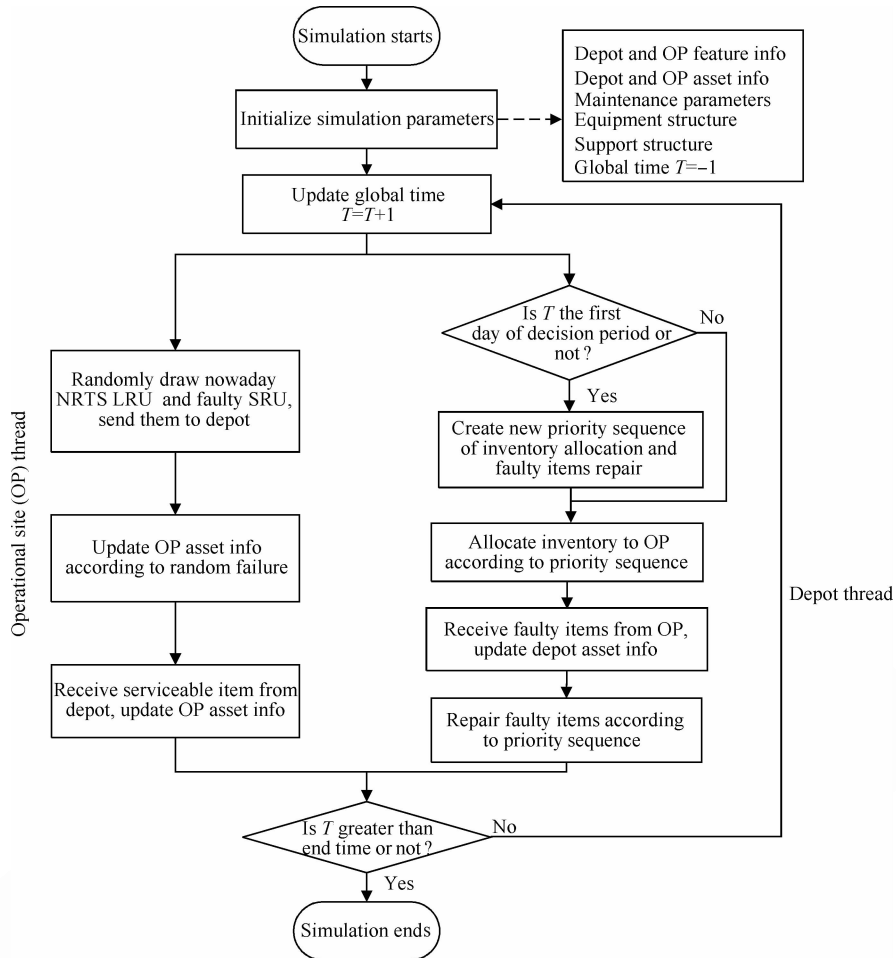 Simulation starts
Initialize simulation parameters
Depot and OP feature info
Depot and OP asset info
Maintenance parameters
Equipment structure
Support structure
Global time T=−1
Update global time
T=T+1
Is T the first
day of decision period or
not ?
No
Yes
Randomly draw nowaday
NRTS LRU and faulty SRU,
send them to depot
Create new priority sequence
of inventory allocation and
faulty items repair
Operational site (OP) thread
Update OP asset info
according to random failure
Allocate inventory to OP
according to priority sequence
Depot thread
Receive faulty items from OP,
update depot asset info
Receive serviceable item from
depot, update OP asset info
Repair faulty items according
to priority sequence
Is T greater than
end time or not ?
No
Yes
Simulation ends